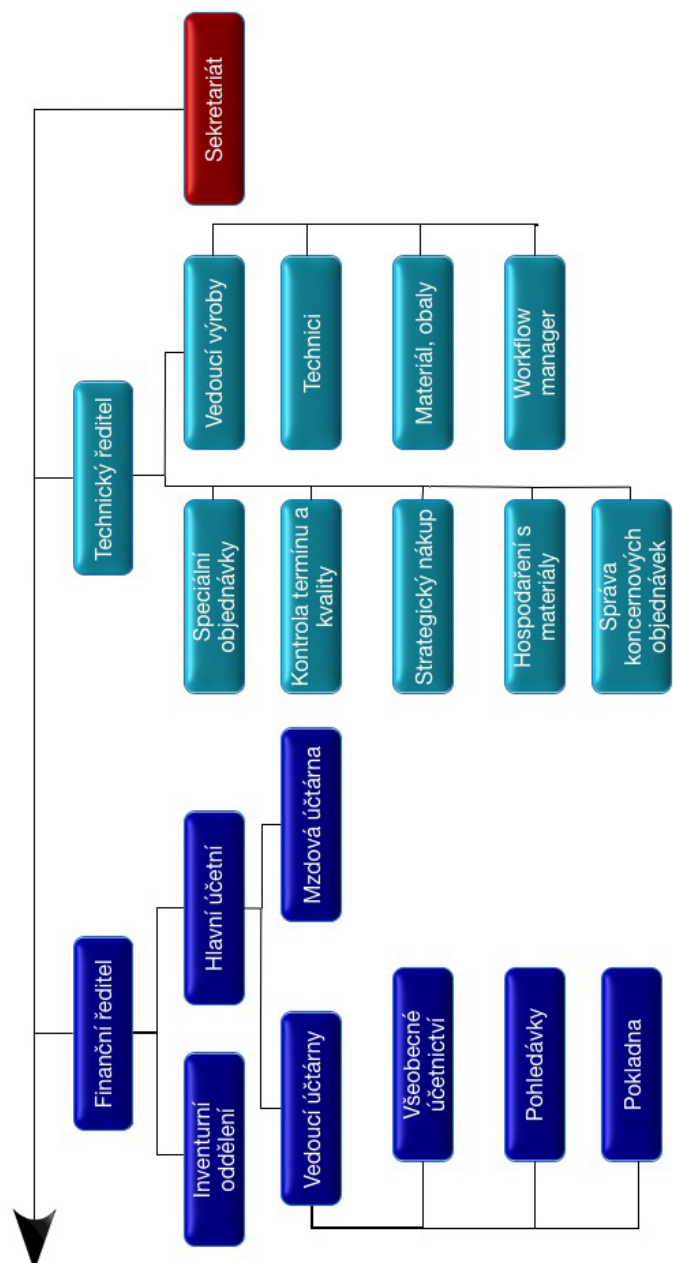 Finanční ředitel
Technický ředitel
Inventurní
oddělení
Hlavní účetní
Speciální
objednávky
Vedoucí výroby
Sekretariát
Vedoucí účtárny
Mzdová účtárna
Kontrola termínu a
kvality
Technici
Všeobecné
účetnictví
Strategický nákup
Materiál, obaly
Pohledávky
Hospodaření s
materiály
Workflow
manager
Pokladna
Správa
koncernových
objednávek